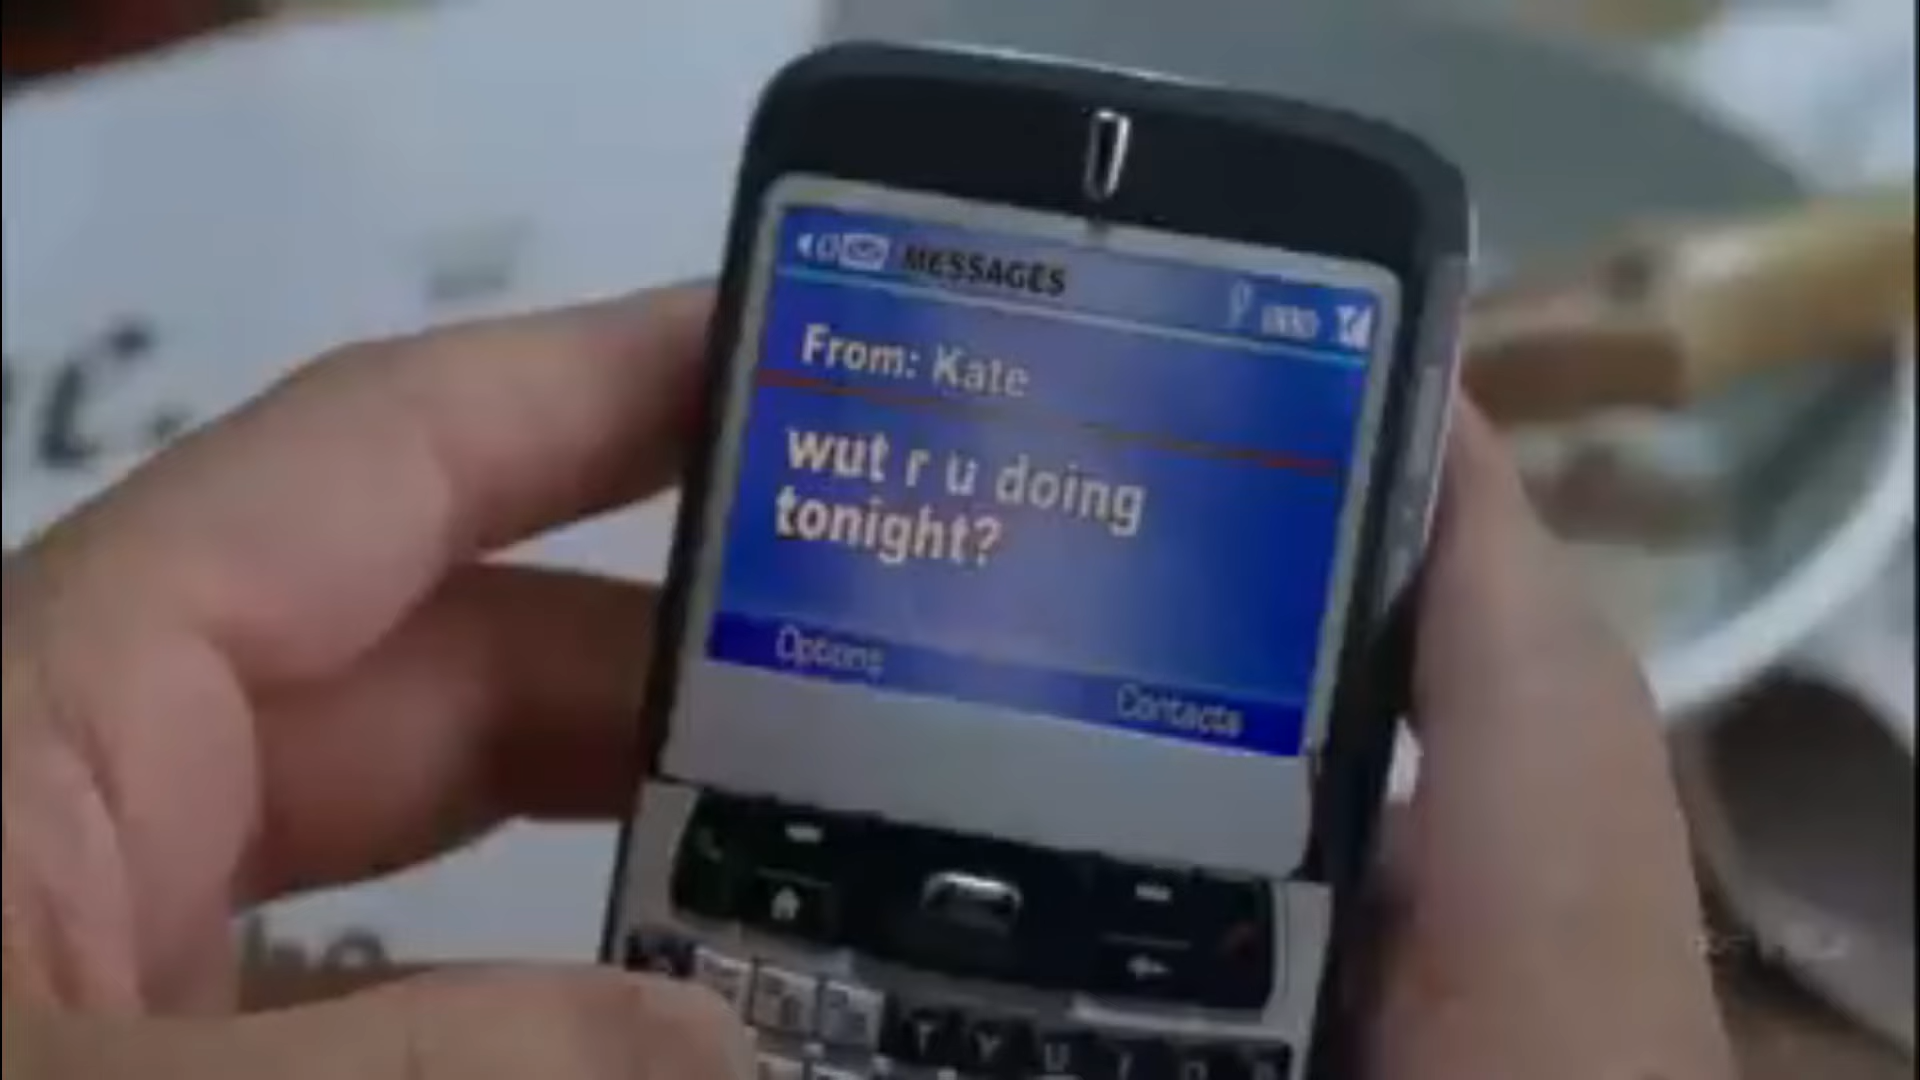 MESSAGES
From: Kate
wut r u doing
tonight?
Options
Contacts
T Y U I O